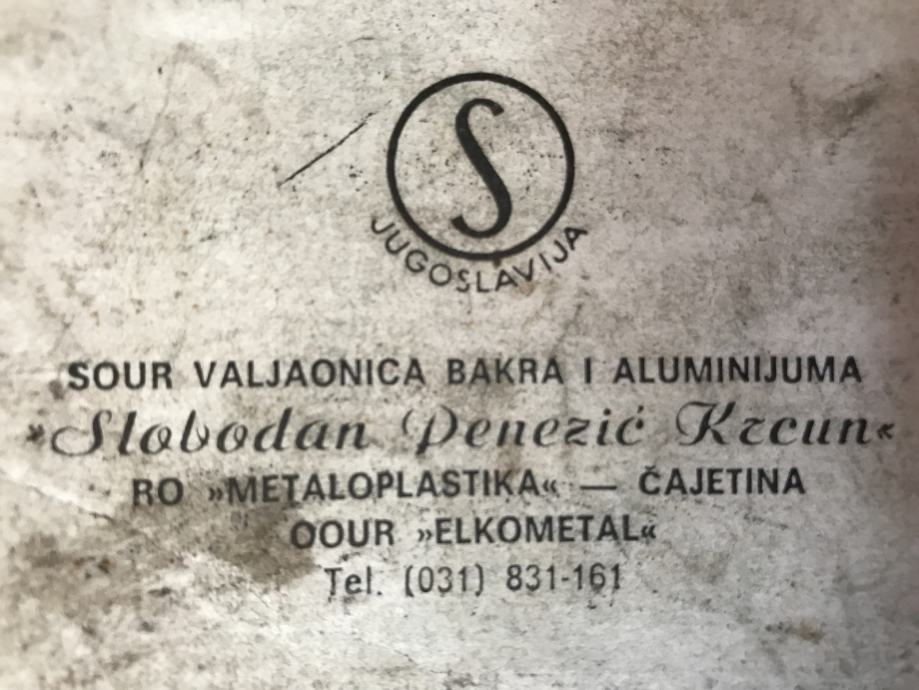 S
JUGOSLAVIJA
SOUR VALJAONICA BAKRA I ALUMINIJUMA
»Slobodan Penezić Krcun«
RO »METALOPLASTIKA« — ČAJETINA
OOUR »ELKOMETAL«
Tel. (031) 831-161